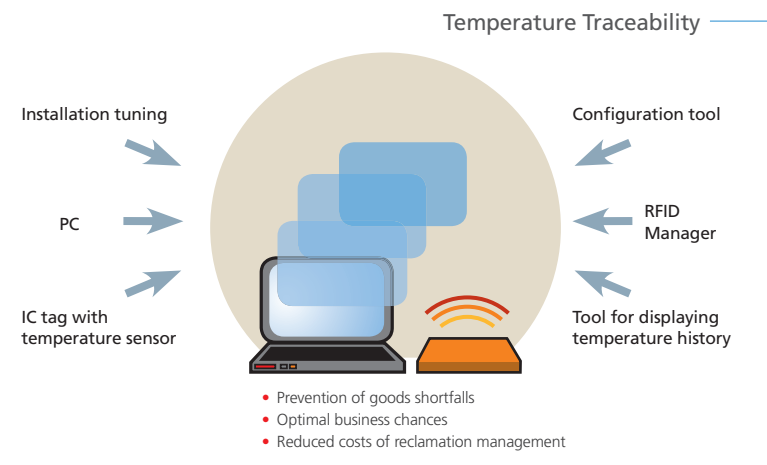 Temperature Traceability
Installation tuning
Configuration tool
PC
RFID
Manager
IC tag with
temperature sensor
Tool for displaying
temperature history
• Prevention of goods shortfalls
• Optimal business chances
• Reduced costs of reclamation management